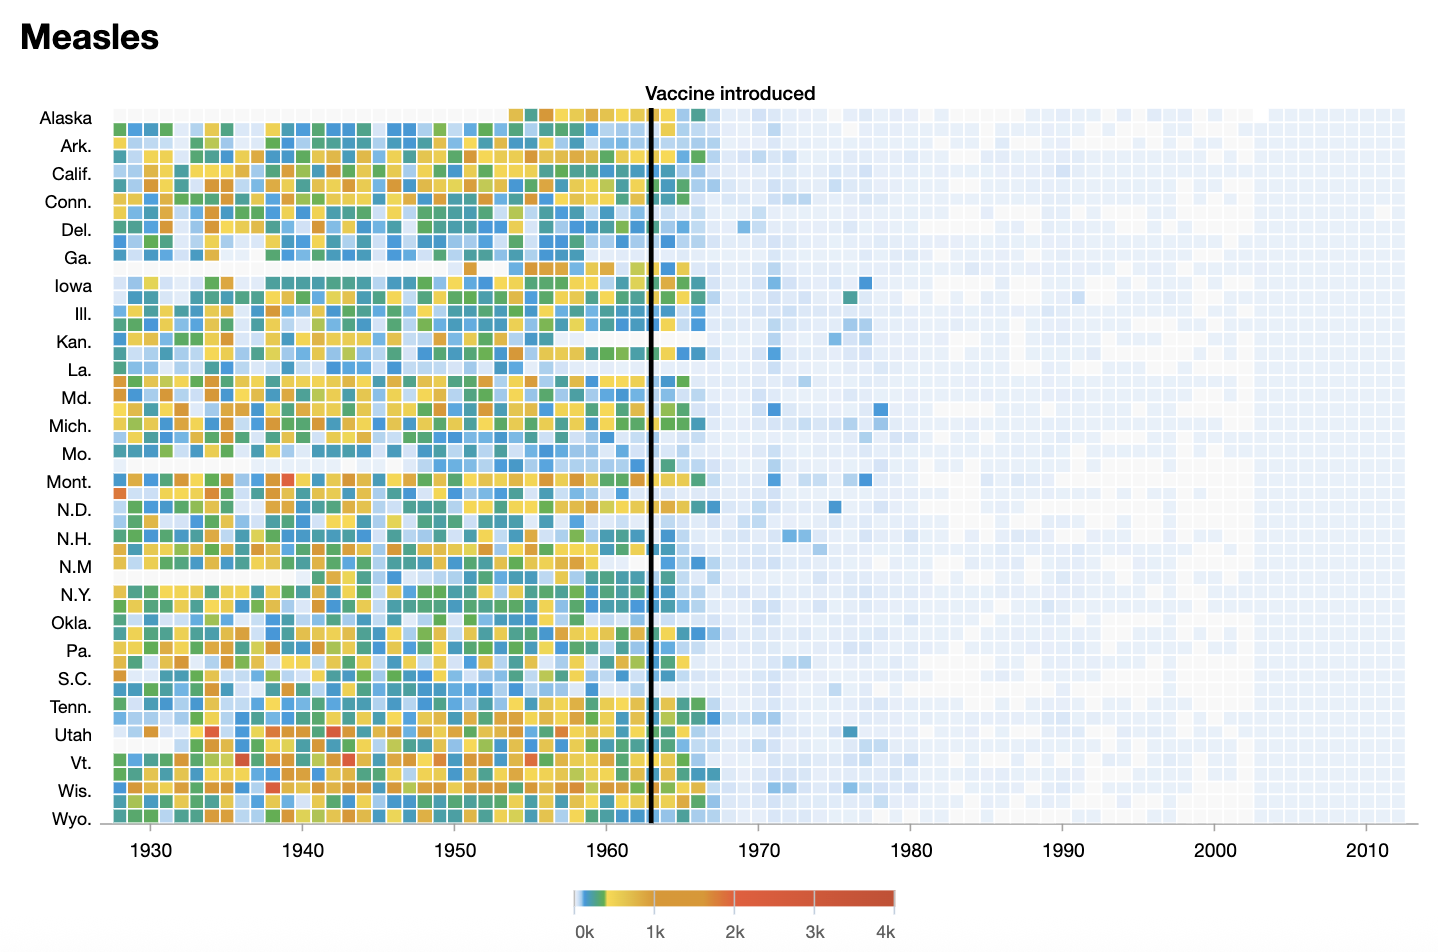 Measles
Vaccine introduced
Alaska
Ark.
Calif.
Conn.
Del.
Ga.
Iowa
Ill.
Kan.
La.
Md.
Mich.
Mo.
Mont.
N.D.
N.H.
N.M
N.Y.
Okla.
Pa.
S.C.
Tenn.
Utah
Vt.
Wis.
Wyo.
1930 1940 1950 1960 1970 1980 1990 2000 2010
0k 1k 2k 3k 4k